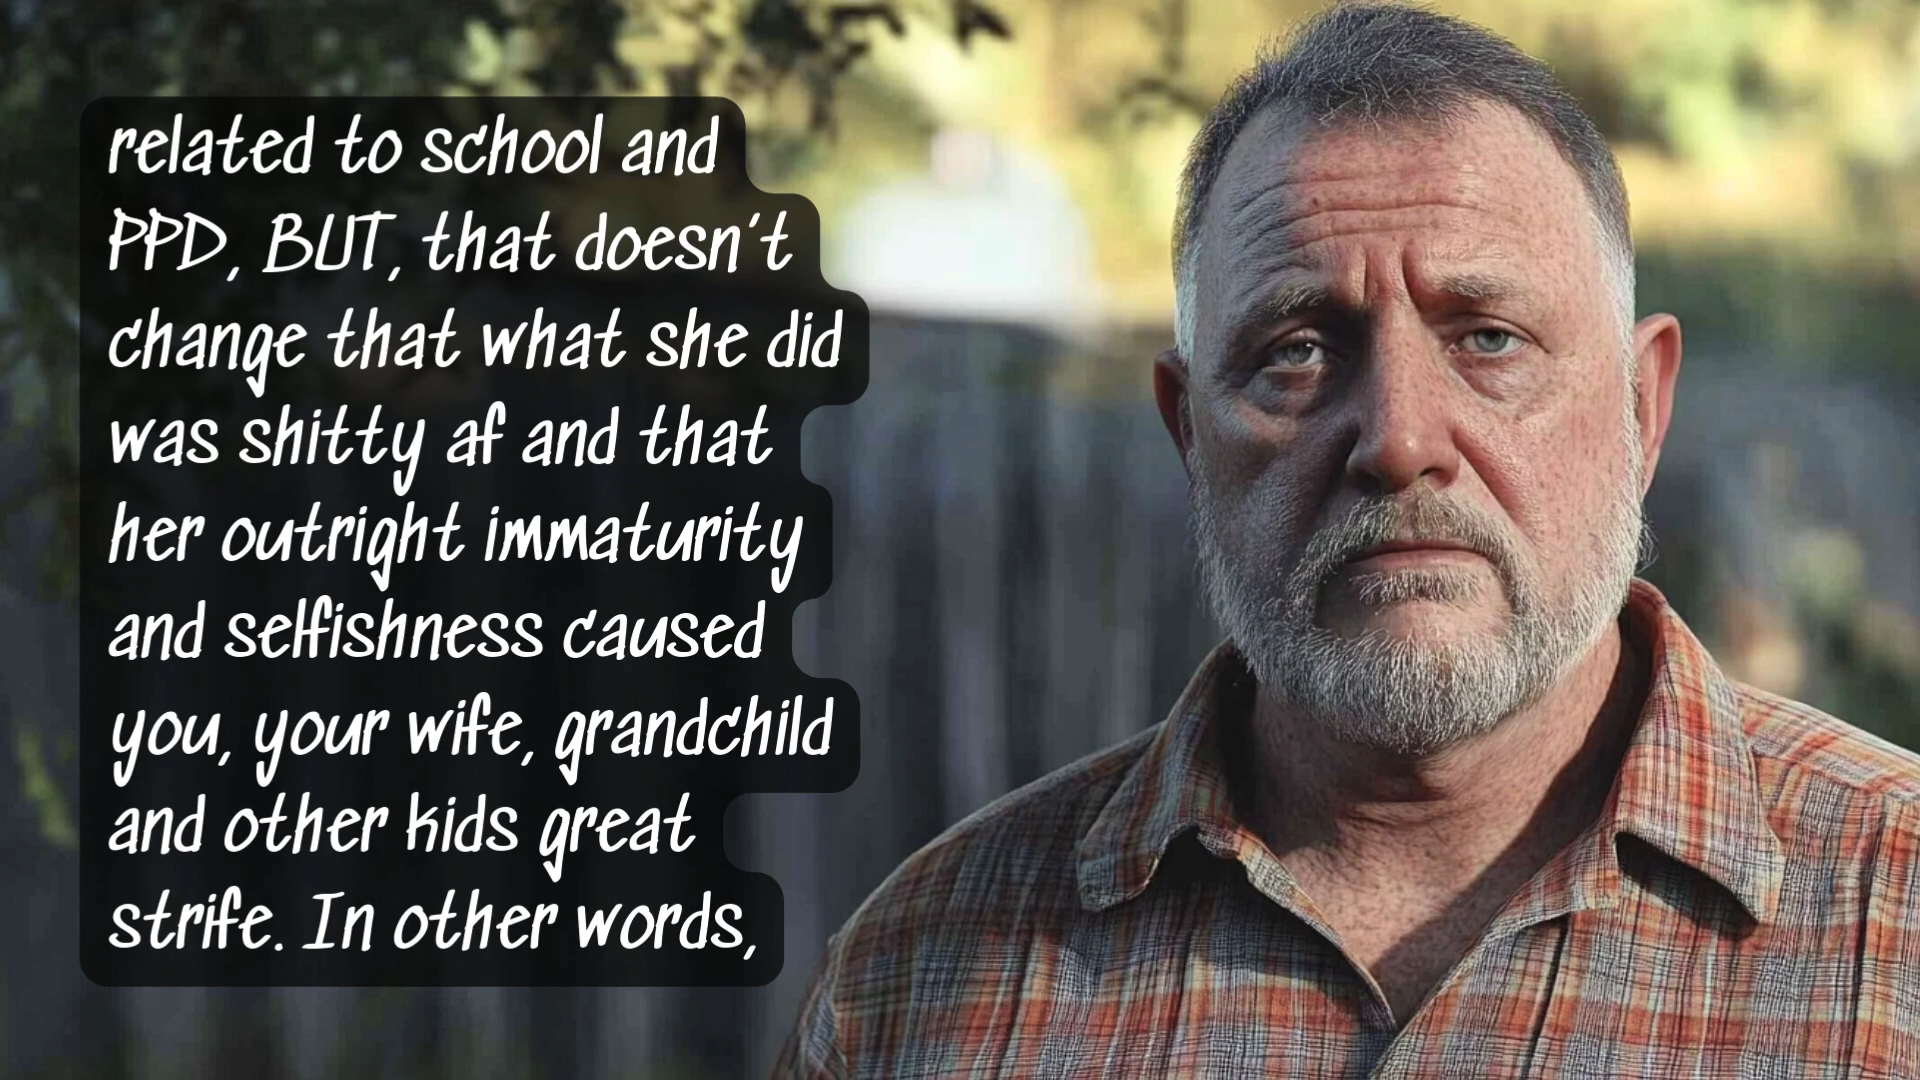 related to school and
PPD, BUT, that doesn't
change that what she did
was shitty af and that
her outright immaturity
and selfishness caused
you, your wife, grandchild
and other kids great
strife. In other words,